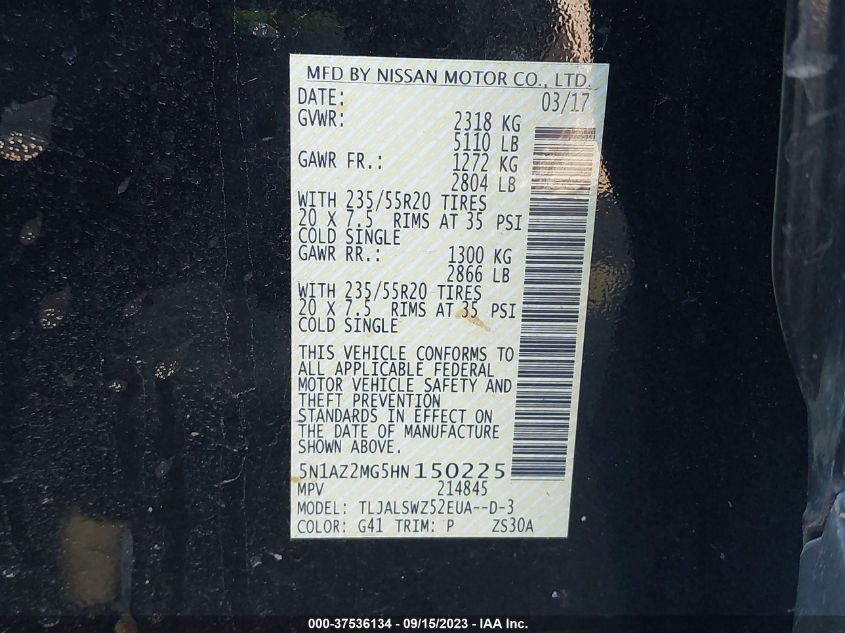 MFD BY NISSAN MOTOR CO., LTD.
DATE: 03/17
GVWR: 2318 KG
5110 LB
GAWR FR.: 1272 KG
2804 LB
WITH 235/55R20 TIRES
20 X 7.5 RIMS AT 35 PSI
COLD SINGLE
GAWR RR.: 1300 KG
2866 LB
WITH 235/55R20 TIRES
20 X 7.5 RIMS AT 35 PSI
COLD SINGLE
THIS VEHICLE CONFORMS TO
ALL APPLICABLE FEDERAL
MOTOR VEHICLE SAFETY AND
THEFT PREVENTION
STANDARDS IN EFFECT ON
THE DATE OF MANUFACTURE
SHOWN ABOVE.
5N1AZ2MG5HN150225
MPV 214845
MODEL: TLJALSWZ52EUA--D-3
COLOR: G41 TRIM: P ZS30A
000-37536134 - 09/15/2023 - IAA Inc.